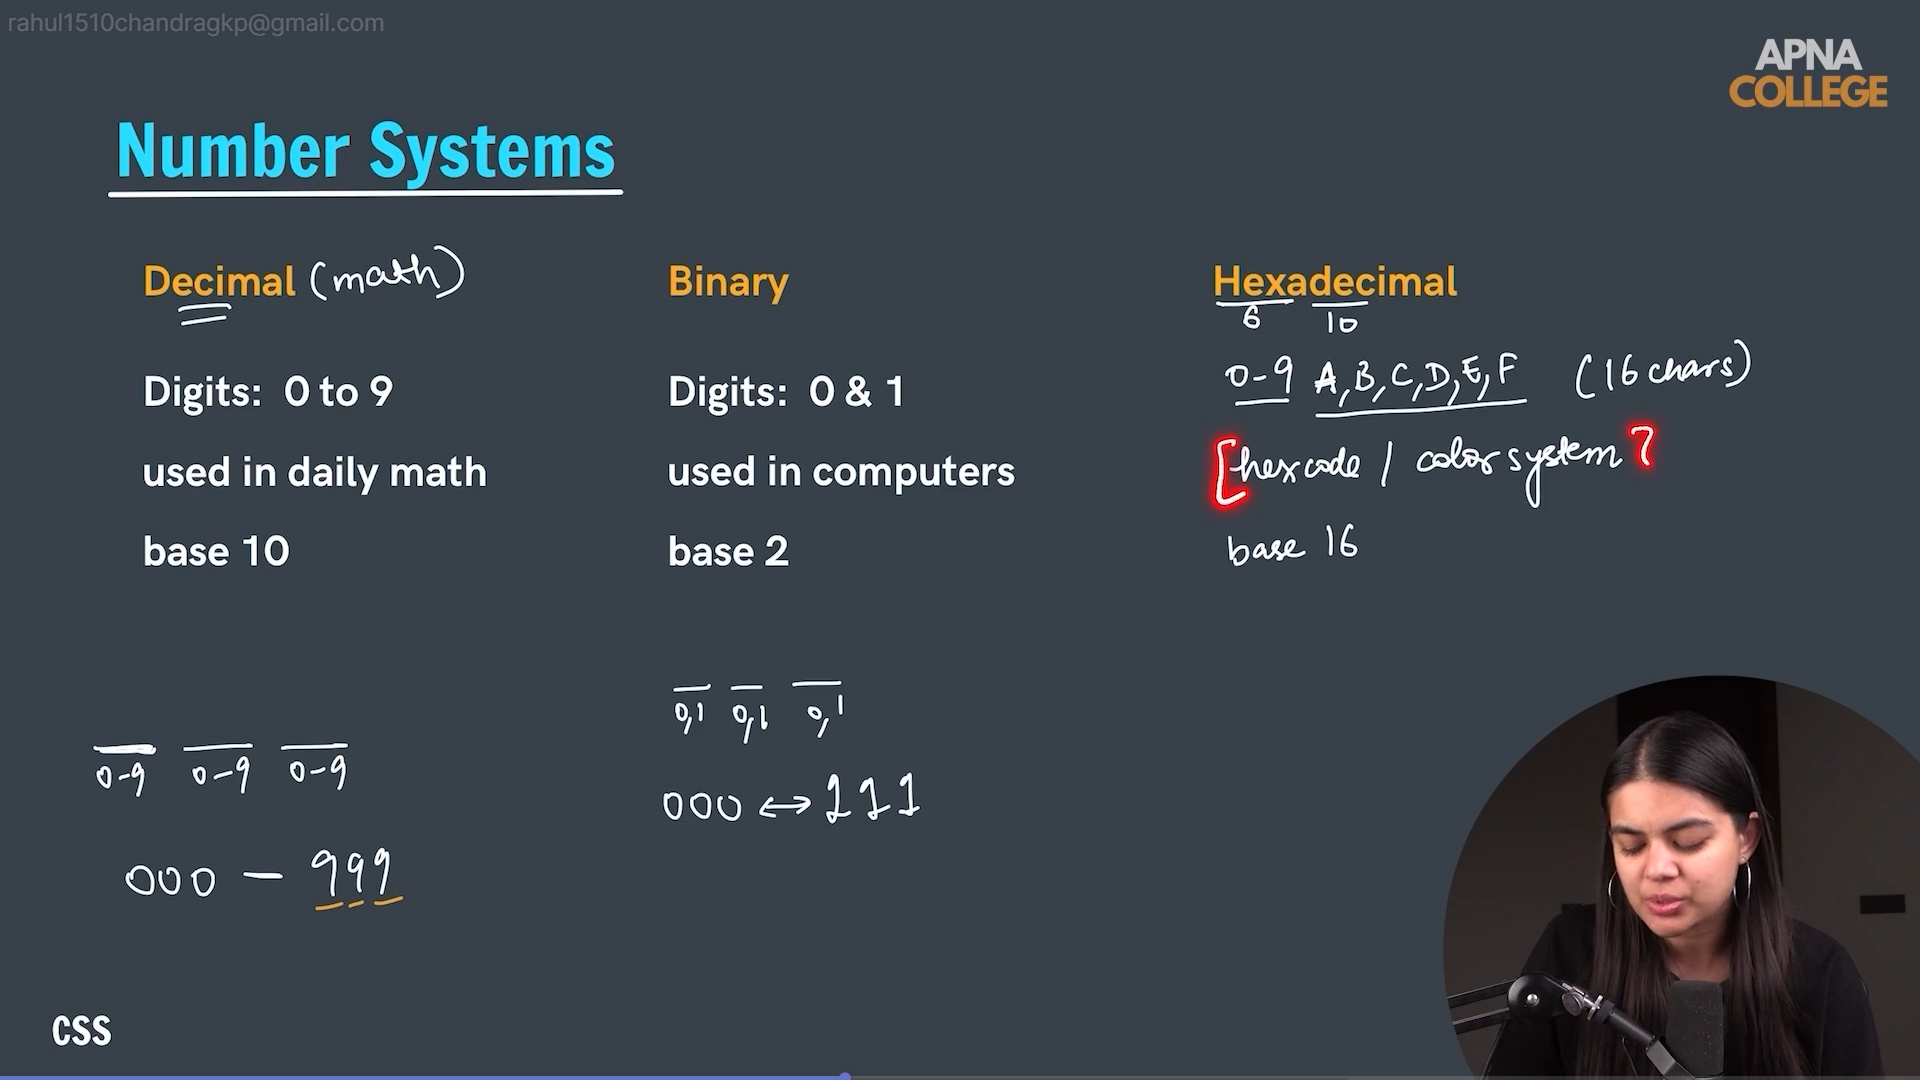 rahul1510chandragkp@gmail.com
APNA
COLLEGE
Number Systems
Decimal (math)
Digits: 0 to 9
used in daily math
base 10
0-9 0-9 0-9
000 — 999
Binary
Digits: 0 & 1
used in computers
base 2
0,1 0,1 0,1
000 ↔ 111
Hexadecimal
6 10
0-9 A,B,C,D,E,F (16 chars)
[hexcode / color system]
base 16
CSS